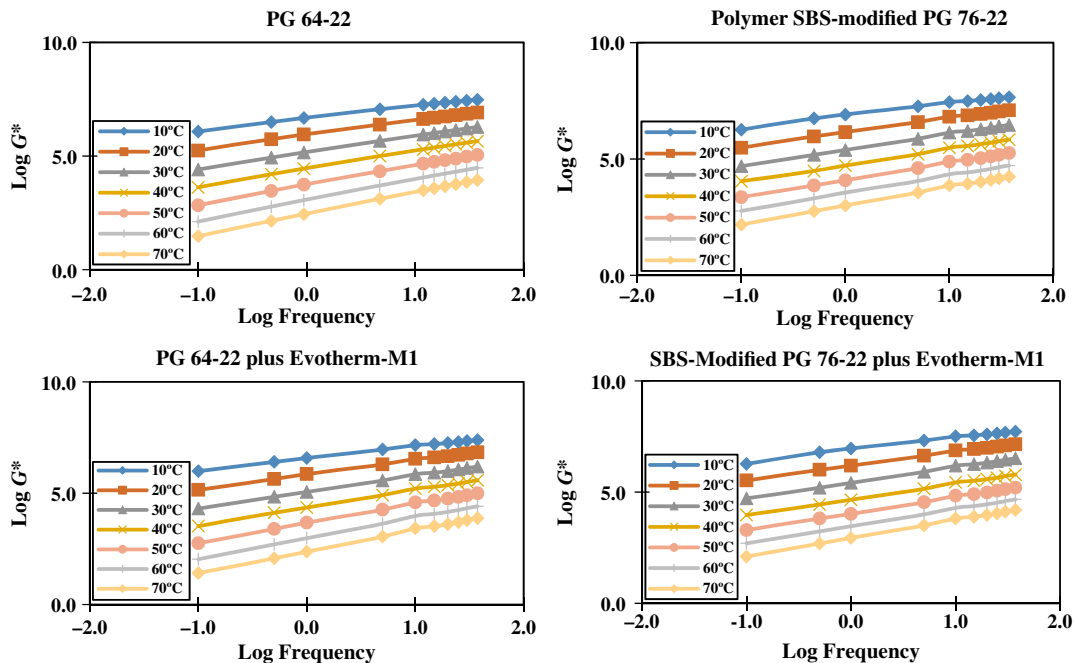 PG 64-22
10.0
5.0
0.0
Log G*
10ºC
20ºC
30ºC
40ºC
50ºC
60ºC
70ºC
−2.0 −1.0 0.0 1.0 2.0
Log Frequency
Polymer SBS-modified PG 76-22
10.0
5.0
0.0
Log G*
10ºC
20ºC
30ºC
40ºC
50ºC
60ºC
70ºC
−2.0 −1.0 0.0 1.0 2.0
Log Frequency
PG 64-22 plus Evotherm-M1
10.0
5.0
0.0
Log G*
10ºC
20ºC
30ºC
40ºC
50ºC
60ºC
70ºC
−2.0 −1.0 0.0 1.0 2.0
Log Frequency
SBS-Modified PG 76-22 plus Evotherm-M1
10.0
5.0
0.0
Log G*
10ºC
20ºC
30ºC
40ºC
50ºC
60ºC
70ºC
−2.0 -1.0 0.0 1.0 2.0
Log Frequency